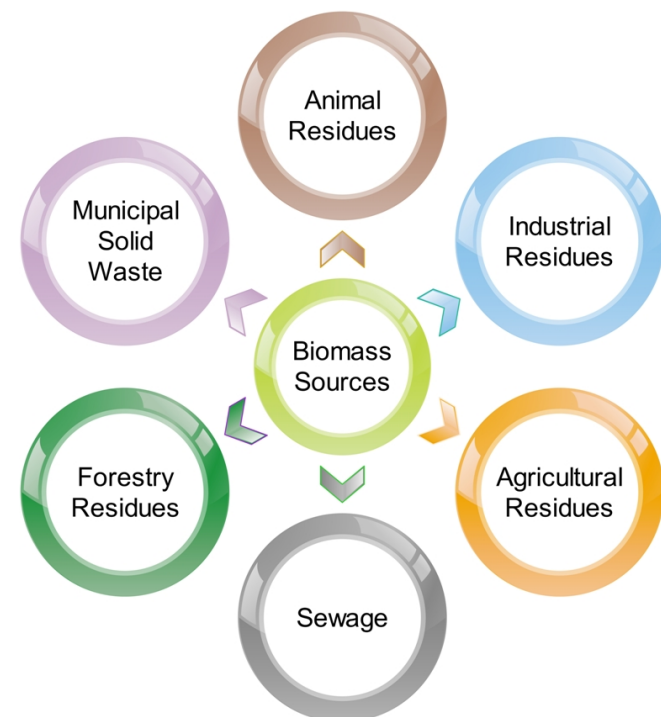 Animal
Residues
Municipal
Solid
Waste
Industrial
Residues
Biomass
Sources
Forestry
Residues
Agricultural
Residues
Sewage